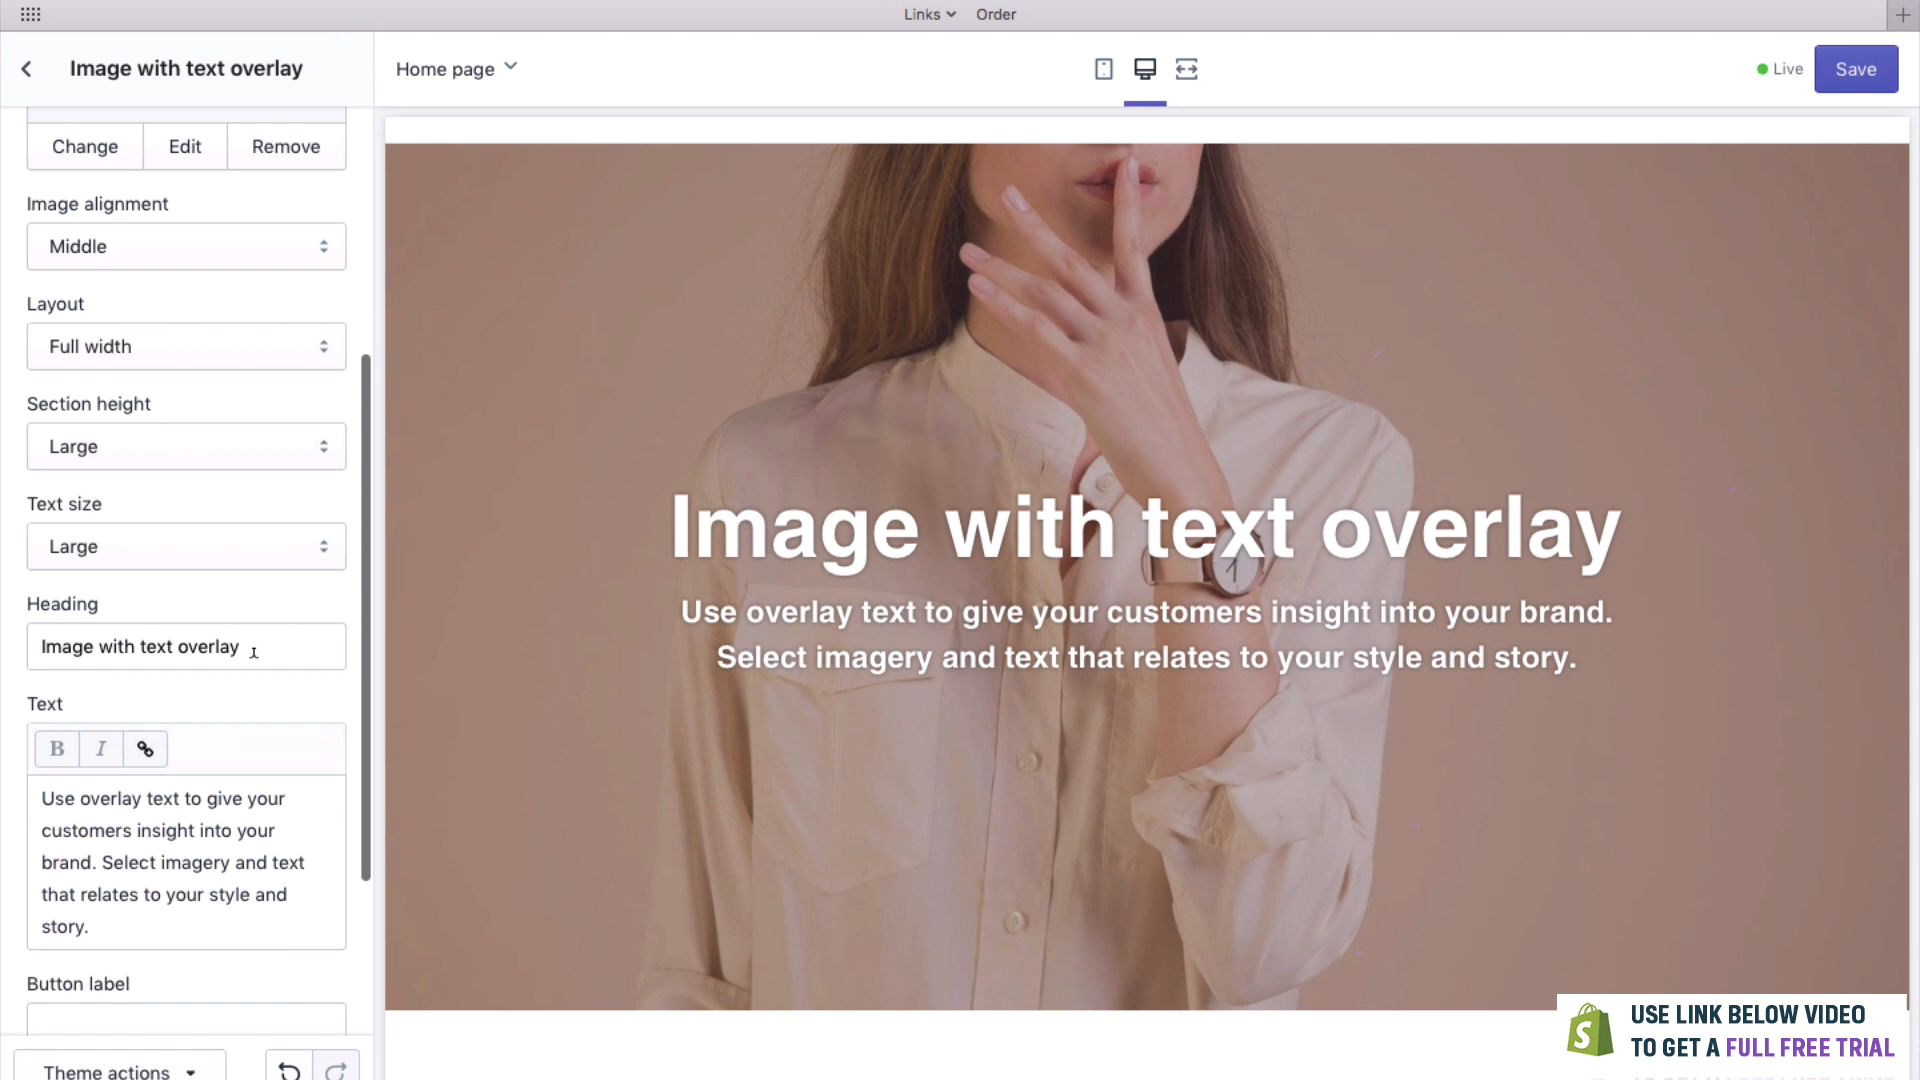 Links Order
Image with text overlay
Home page
Live
Save
Change Edit Remove
Image alignment
Middle
Layout
Full width
Section height
Large
Text size
Large
Heading
Image with text overlay
Text
B I
Use overlay text to give your
customers insight into your
brand. Select imagery and text
that relates to your style and
story.
Button label
Theme actions
Image with text overlay
Use overlay text to give your customers insight into your brand.
Select imagery and text that relates to your style and story.
USE LINK BELOW VIDEO
TO GET A FULL FREE TRIAL